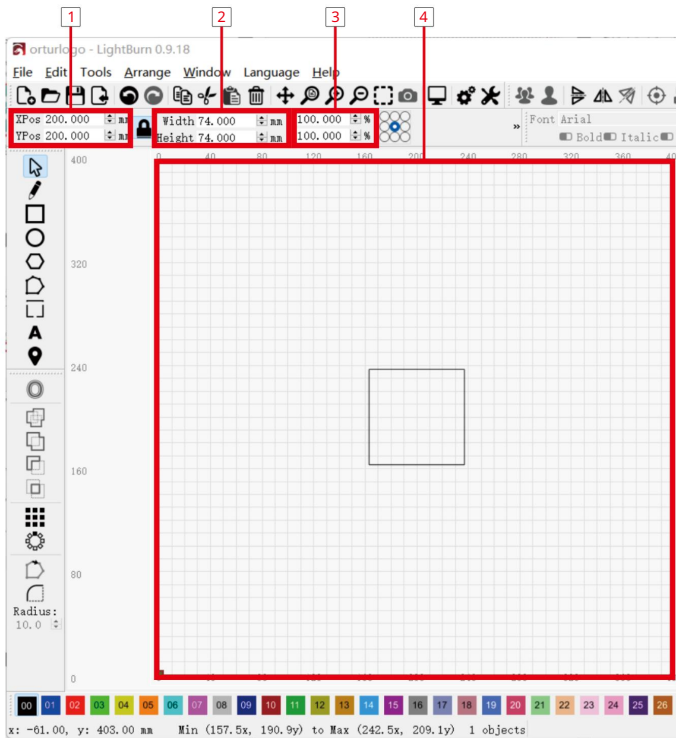 1 2 3 4
orturlogo - LightBurn 0.9.18
File Edit Tools Arrange Window Language Help
XPos 200.000 mm Width 74.000 mm 100.000 % » Font Arial
YPos 200.000 mm Height 74.000 mm 100.000 % Bold Italic
0 40 80 120 160 200 240 280 320 360
400
320
240
160
80
0
Radius:
10.0
00 01 02 03 04 05 06 07 08 09 10 11 12 13 14 15 16 17 18 19 20 21 22 23 24 25 26
x: -61.00, y: 403.00 mm Min (157.5x, 190.9y) to Max (242.5x, 209.1y) 1 objects